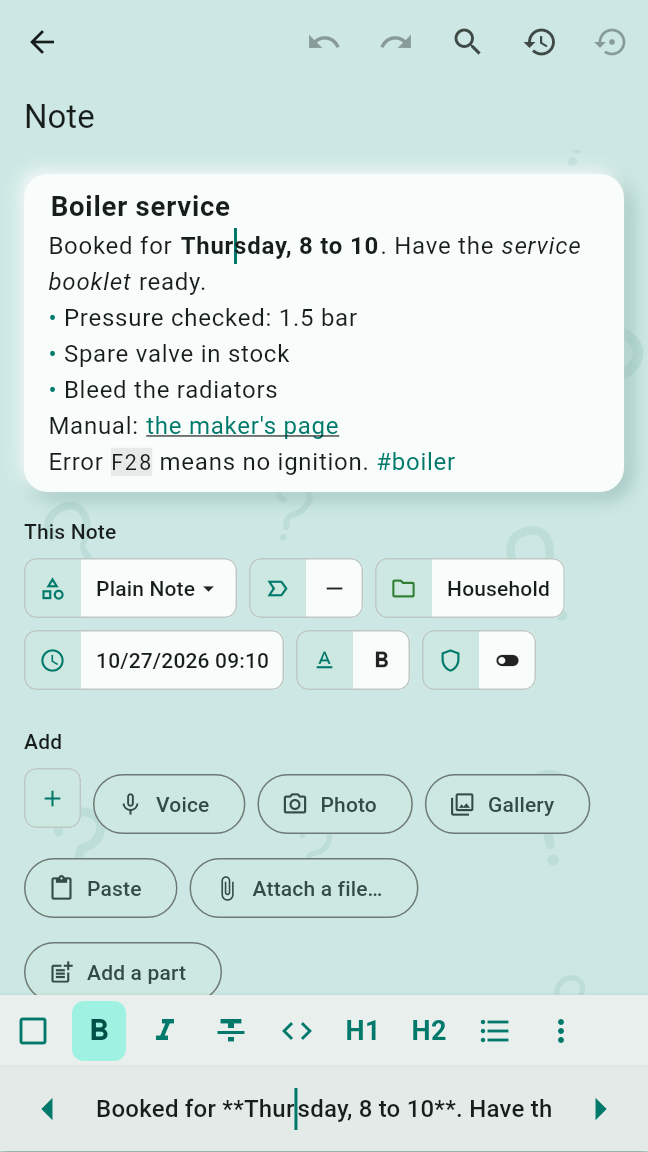 Note
Boiler service
Booked for Thursday, 8 to 10. Have the service
booklet ready.
• Pressure checked: 1.5 bar
• Spare valve in stock
• Bleed the radiators
Manual: the maker's page
Error F28 means no ignition. #boiler
This Note
Plain Note
—
Household
10/27/2026 09:10
A B
Add
+
Voice
Photo
Gallery
Paste
Attach a file…
Add a part
B I S <> H1 H2
Booked for **Thursday, 8 to 10**. Have th